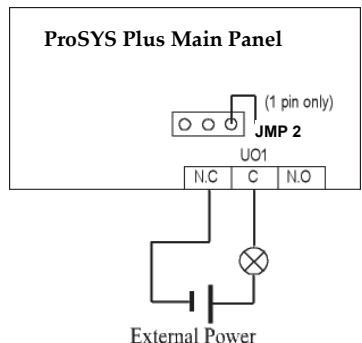 ProSYS Plus Main Panel
(1 pin only)
JMP 2
UO1
N.C C N.O
External Power